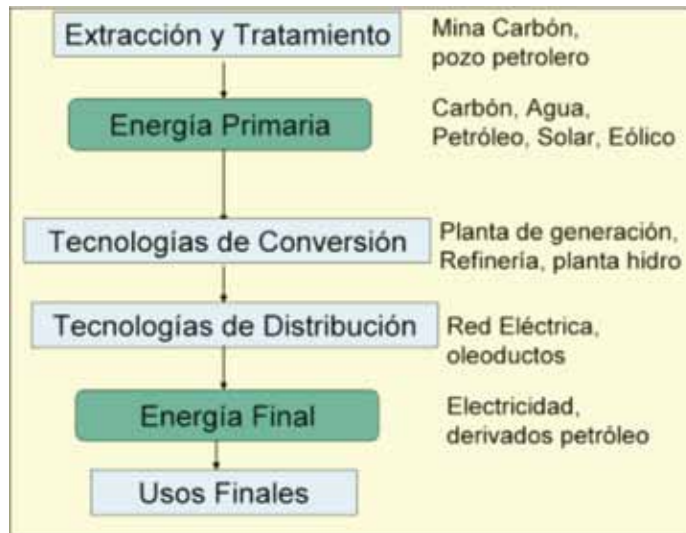 Extracción y Tratamiento
Mina Carbón,
pozo petrolero
Energía Primaria
Carbón, Agua,
Petróleo, Solar, Eólico
Tecnologías de Conversión
Planta de generación,
Refinería, planta hidro
Tecnologías de Distribución
Red Eléctrica,
oleoductos
Energía Final
Electricidad,
derivados petróleo
Usos Finales